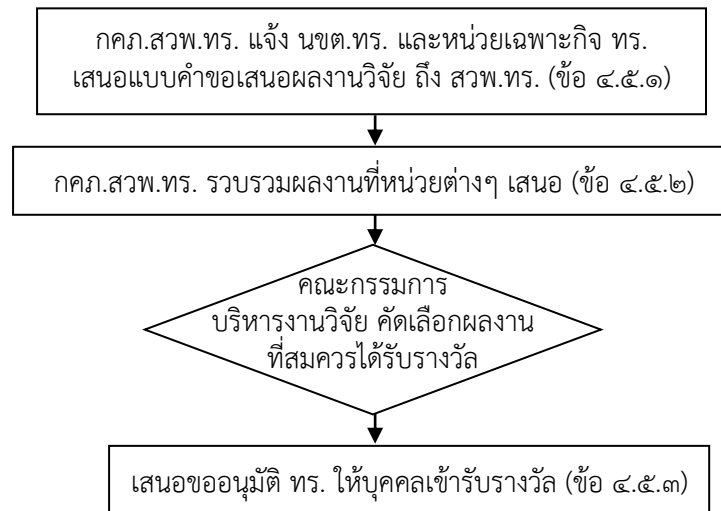 กคภ.สวพ.ทร. แจ้ง นขต.ทร. และหน่วยเฉพาะกิจ ทร.
เสนอแบบคำขอเสนอผลงานวิจัย ถึง สวพ.ทร. (ข้อ ๔.๕.๑)
กคภ.สวพ.ทร. รวบรวมผลงานที่หน่วยต่างๆ เสนอ (ข้อ ๔.๕.๒)
คณะกรรมการ
บริหารงานวิจัย คัดเลือกผลงาน
ที่สมควรได้รับรางวัล
เสนอขออนุมัติ ทร. ให้บุคคลเข้ารับรางวัล (ข้อ ๔.๕.๓)